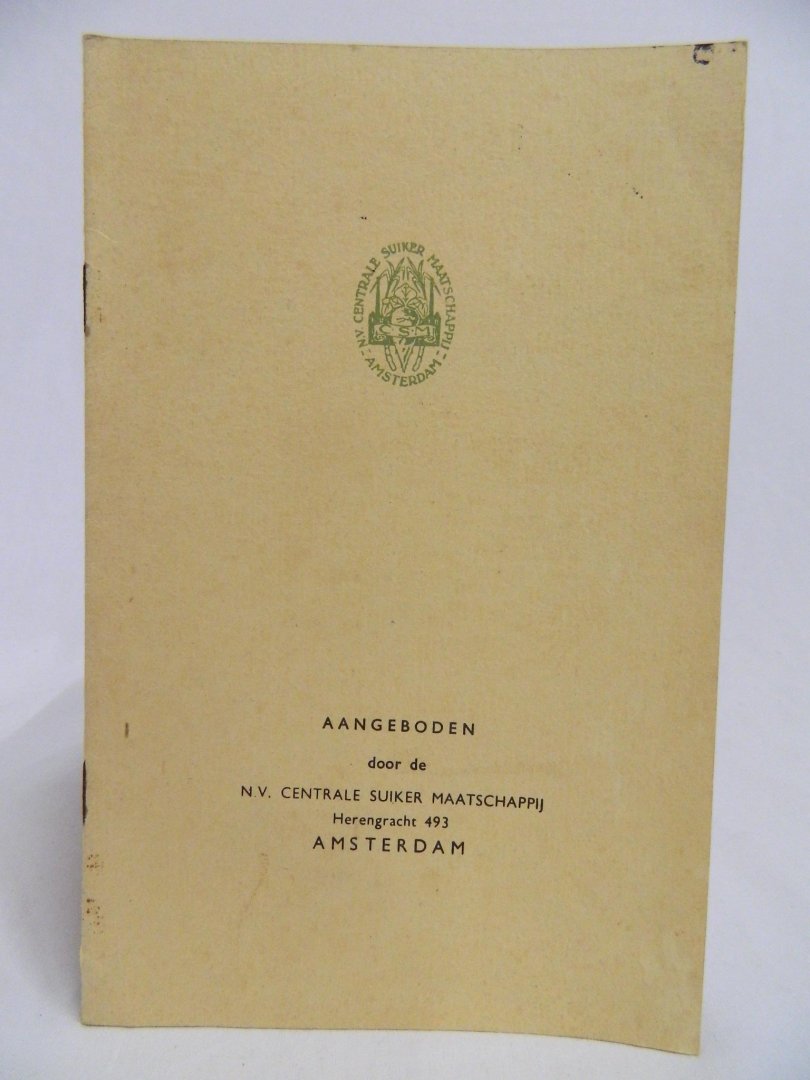 N.V. CENTRALE SUIKER MAATSCHAPPIJ
AMSTERDAM
C.S.M.
AANGEBODEN
door de
N.V. CENTRALE SUIKER MAATSCHAPPIJ
Herengracht 493
AMSTERDAM